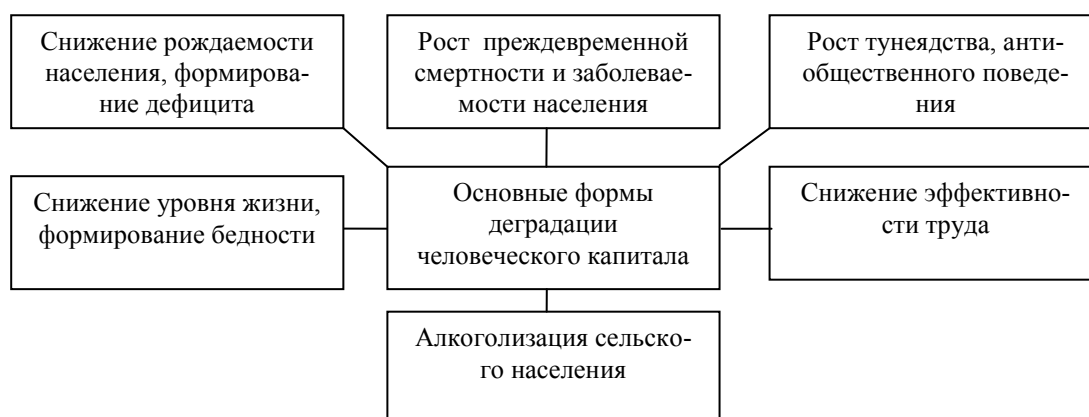 Снижение рождаемости
населения, формирова-
ние дефицита
Рост  преждевременной
смертности и заболевае-
мости населения
Рост тунеядства, анти-
общественного поведе-
ния
Снижение уровня жизни,
формирование бедности
Основные формы
деградации
человеческого капитала
Снижение эффективно-
сти труда
Алкоголизация сельско-
го населения